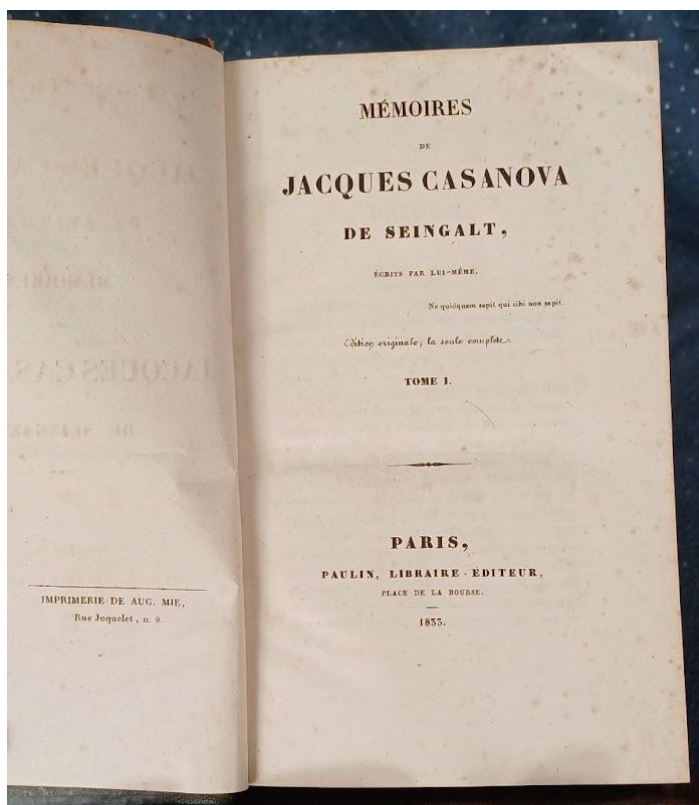 IMPRIMERIE DE AUG. MIE,
Rue Joquelet, n. 9.
MÉMOIRES
DE
JACQUES CASANOVA
DE SEINGALT,
ÉCRITS PAR LUI-MÊME,
Ne quidquam sapit qui sibi non sapit.
Edition originale, la seule complète.
TOME I.
PARIS,
PAULIN, LIBRAIRE-ÉDITEUR,
PLACE DE LA BOURSE.
1833.